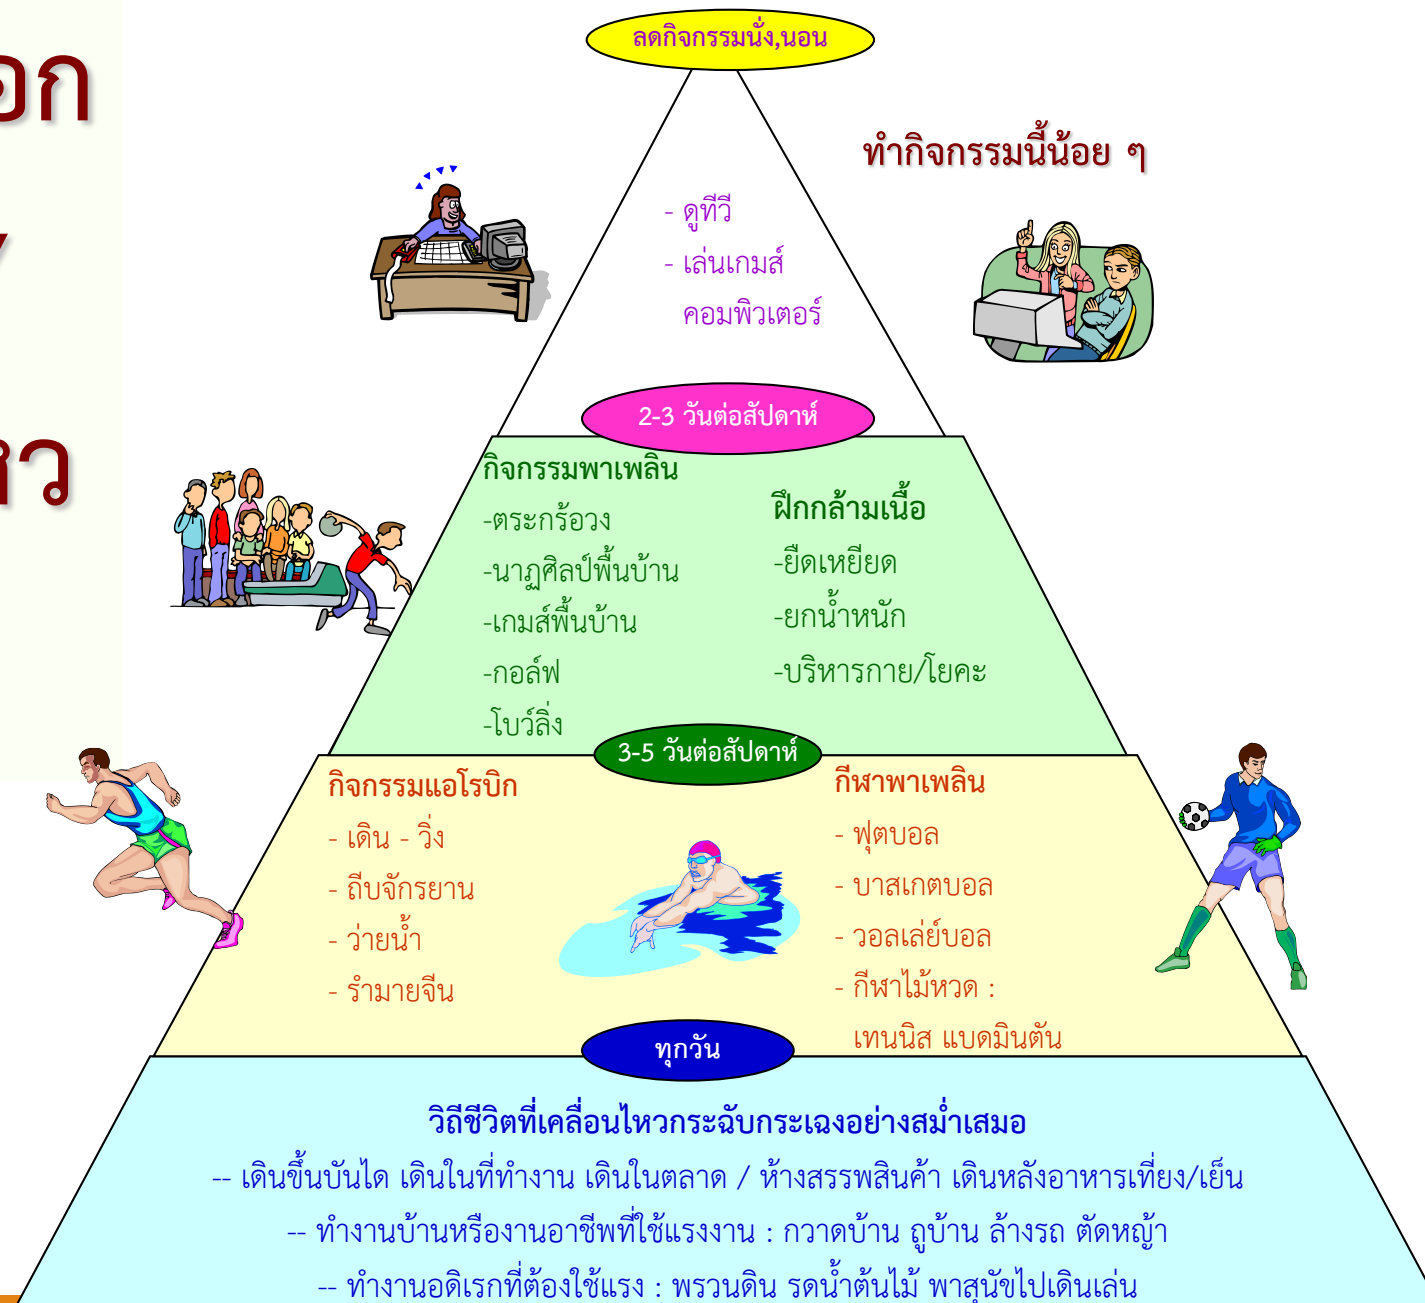 ลดกิจกรรมนั่ง,นอน
ทำกิจกรรมนี้น้อย ๆ
- ดูทีวี
- เล่นเกมส์
คอมพิวเตอร์
2-3 วันต่อสัปดาห์
กิจกรรมพาเพลิน
-ตระกร้อวง
-นาฏศิลป์พื้นบ้าน
-เกมส์พื้นบ้าน
-กอล์ฟ
-โบว์ลิ่ง
ฝึกกล้ามเนื้อ
-ยืดเหยียด
-ยกน้ำหนัก
-บริหารกาย/โยคะ
3-5 วันต่อสัปดาห์
กิจกรรมแอโรบิก
- เดิน - วิ่ง
- ถีบจักรยาน
- ว่ายน้ำ
- รำมายจีน
กีฬาพาเพลิน
- ฟุตบอล
- บาสเกตบอล
- วอลเล่ย์บอล
- กีฬาไม้หวด :
เทนนิส แบดมินตัน
ทุกวัน
วิถีชีวิตที่เคลื่อนไหวกระฉับกระเฉงอย่างสม่ำเสมอ
-- เดินขึ้นบันได เดินในที่ทำงาน เดินในตลาด / ห้างสรรพสินค้า เดินหลังอาหารเที่ยง/เย็น
-- ทำงานบ้านหรืองานอาชีพที่ใช้แรงงาน : กวาดบ้าน ถูบ้าน ล้างรถ ตัดหญ้า
-- ทำงานอดิเรกที่ต้องใช้แรง : พรวนดิน รดน้ำต้นไม้ พาสุนัขไปเดินเล่น